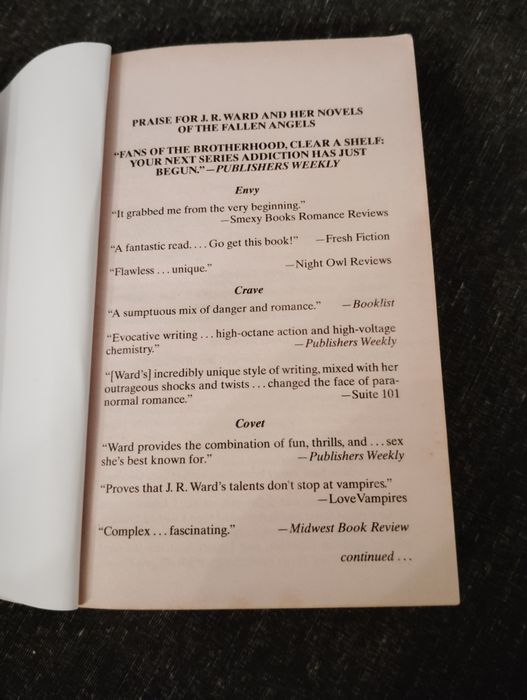 PRAISE FOR J. R. WARD AND HER NOVELS
OF THE FALLEN ANGELS
“FANS OF THE BROTHERHOOD, CLEAR A SHELF:
YOUR NEXT SERIES ADDICTION HAS JUST
BEGUN.”—PUBLISHERS WEEKLY
Envy
“It grabbed me from the very beginning.”
—Smexy Books Romance Reviews
“A fantastic read. . . . Go get this book!” —Fresh Fiction
“Flawless . . . unique.” —Night Owl Reviews
Crave
“A sumptuous mix of danger and romance.” —Booklist
“Evocative writing . . . high-octane action and high-voltage
chemistry.” —Publishers Weekly
“[Ward's] incredibly unique style of writing, mixed with her
outrageous shocks and twists . . . changed the face of para-
normal romance.” —Suite 101
Covet
“Ward provides the combination of fun, thrills, and . . . sex
she's best known for.” —Publishers Weekly
“Proves that J. R. Ward's talents don't stop at vampires.”
—LoveVampires
“Complex . . . fascinating.” —Midwest Book Review
continued . . .